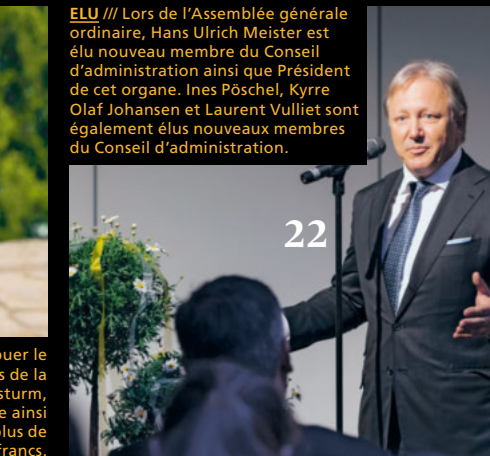 ELU /// Lors de l'Assemblée générale
ordinaire, Hans Ulrich Meister est
élu nouveau membre du Conseil
d'administration ainsi que Président
de cet organe. Ines Pöschel, Kyrre
Olaf Johansen et Laurent Vulliet sont
également élus nouveaux membres
du Conseil d'administration.
22
s de la
sturm,
e ainsi
plus de
francs.